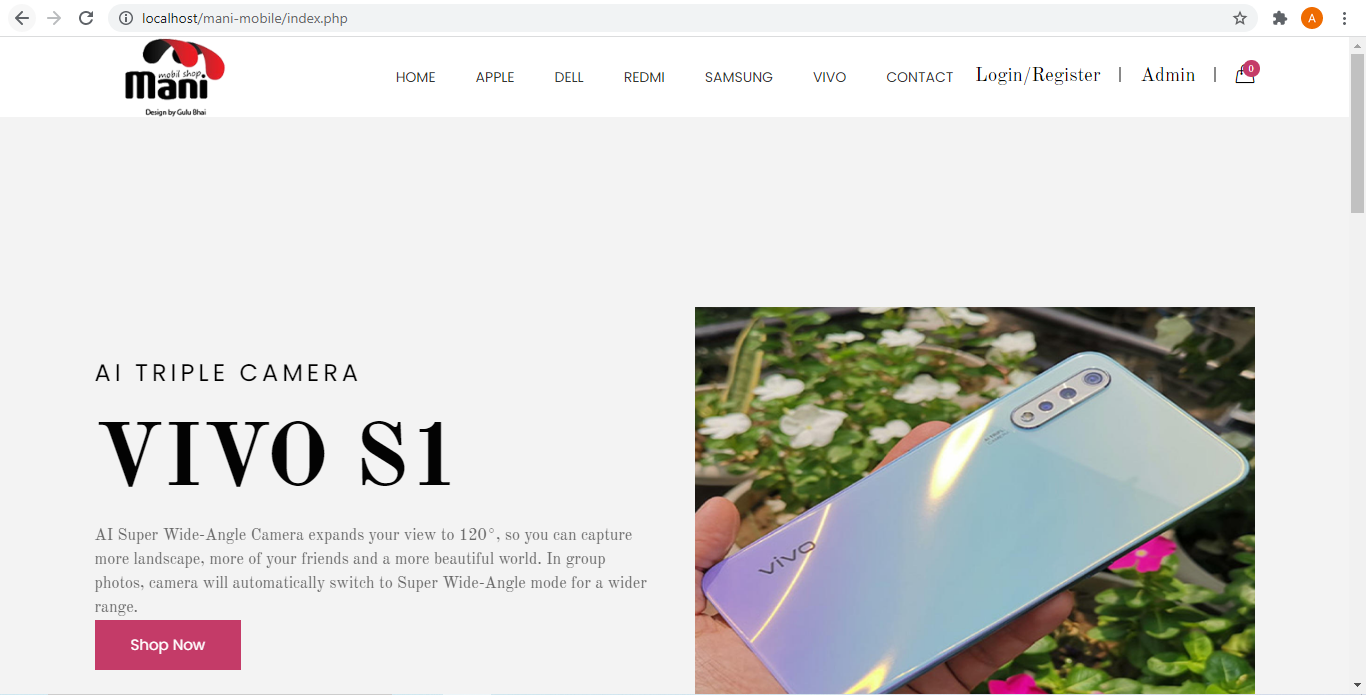 localhost/mani-mobile/index.php
A
mobil shop
mani
Design by Gulu Bhai
HOME APPLE DELL REDMI SAMSUNG VIVO CONTACT Login/Register | Admin | 0
AI TRIPLE CAMERA
VIVO S1
AI Super Wide-Angle Camera expands your view to 120°, so you can capture
more landscape, more of your friends and a more beautiful world. In group
photos, camera will automatically switch to Super Wide-Angle mode for a wider
range.
Shop Now
vivo